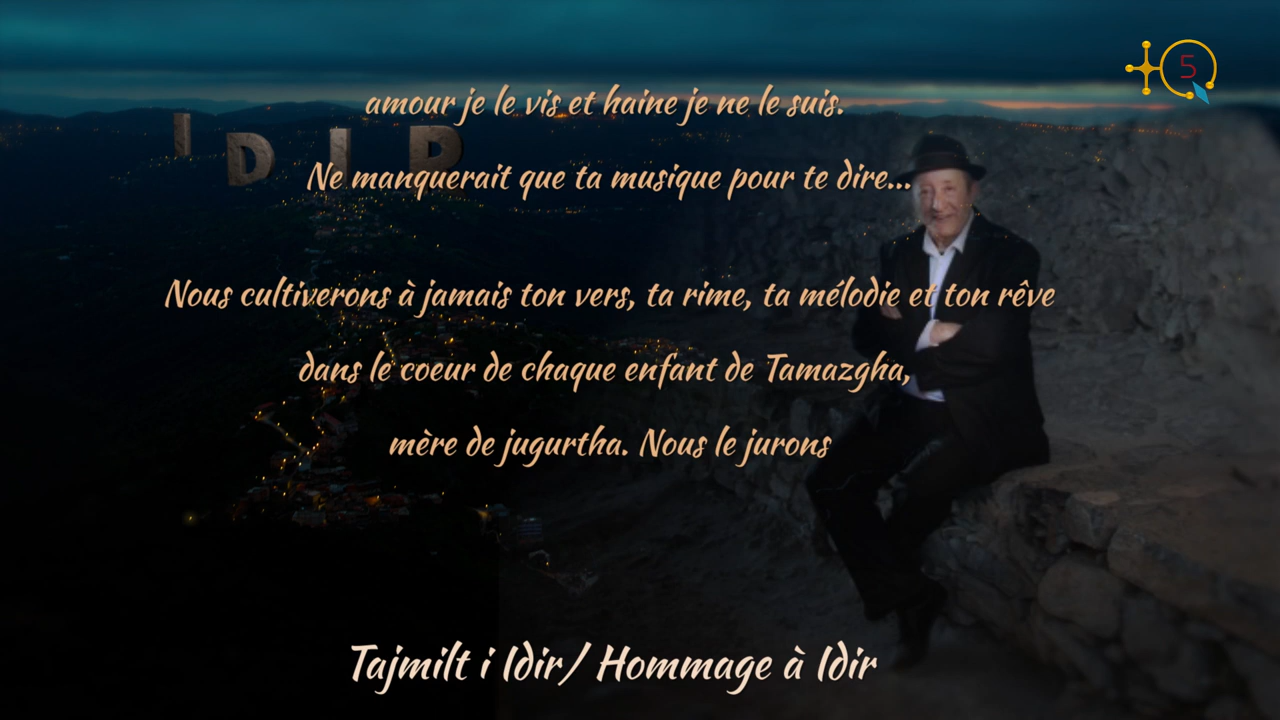 5
amour je le vis et haine je ne le suis.
IDIR
Ne manquerait que ta musique pour te dire...
Nous cultiverons à jamais ton vers, ta rime, ta mélodie et ton rêve
dans le coeur de chaque enfant de Tamazgha,
mère de jugurtha. Nous le jurons
Tajmilt i Idir/ Hommage à Idir